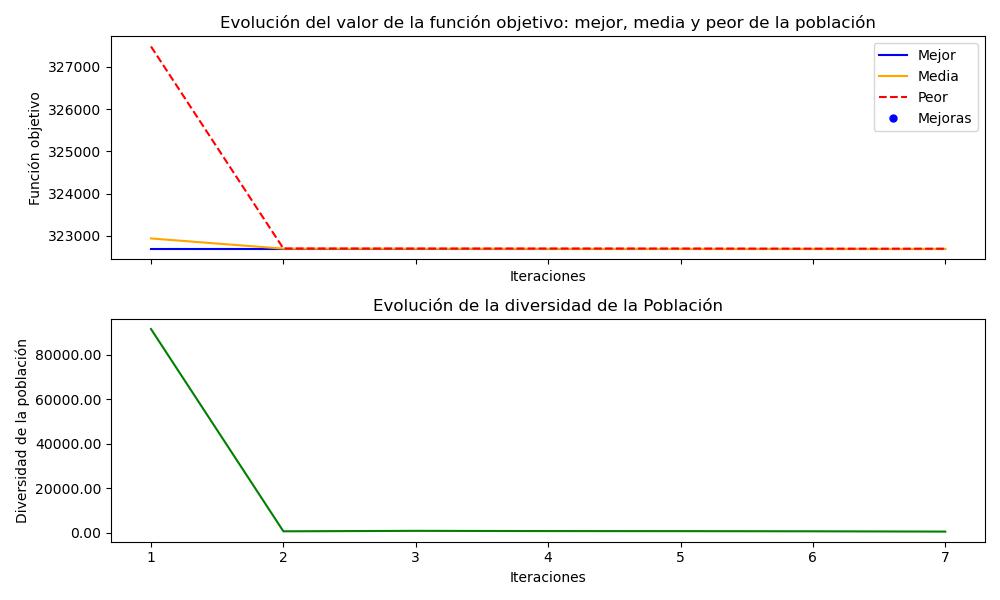 Evolución del valor de la función objetivo: mejor, media y peor de la población
Función objetivo
327000
326000
325000
324000
323000
Mejor
Media
Peor
Mejoras
Iteraciones
Evolución de la diversidad de la Población
Diversidad de la población
80000.00
60000.00
40000.00
20000.00
0.00
1 2 3 4 5 6 7
Iteraciones